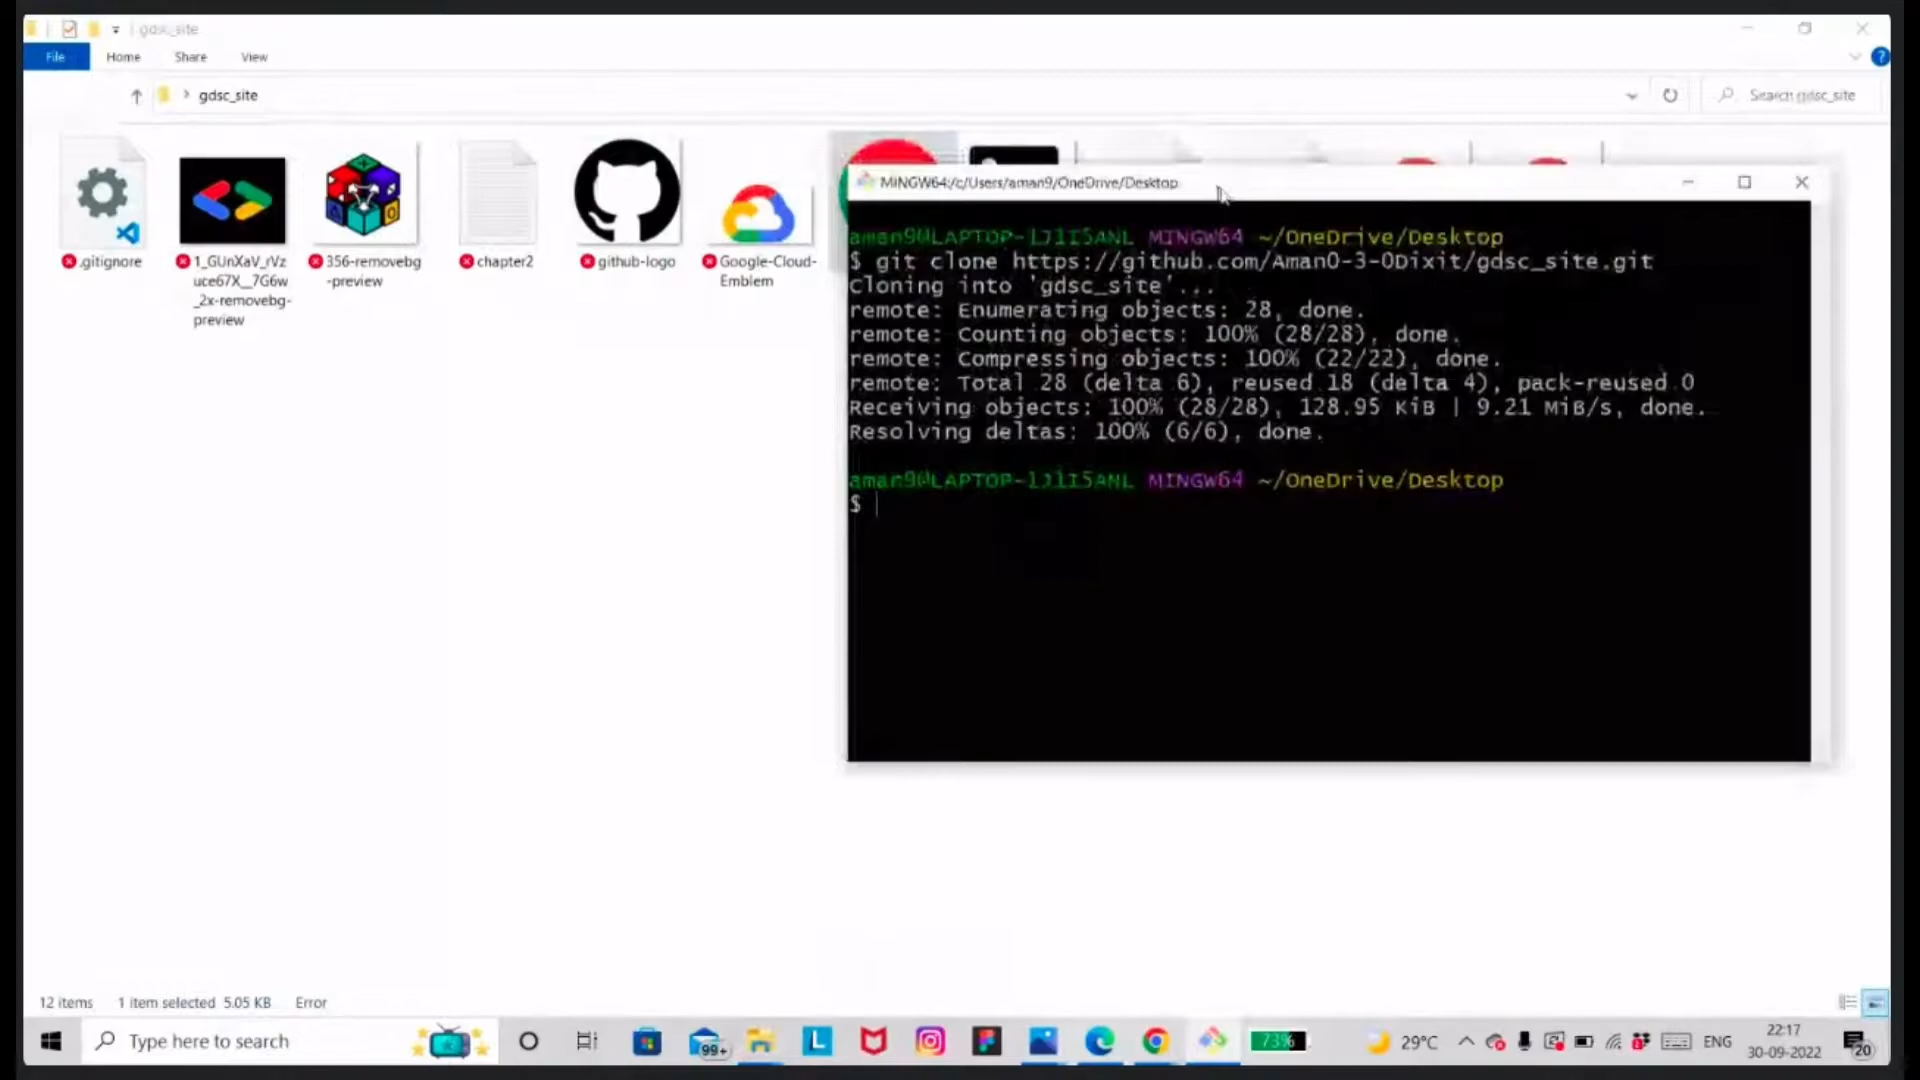 gdsc_site
File Home Share View
gdsc_site
Search gdsc_site
.gitignore
1_GUnXaV_rVz
uce67X__7G6w
_2x-removebg-
preview
356-removebg
-preview
chapter2
github-logo
Google-Cloud-
Emblem
MINGW64:/c/Users/aman9/OneDrive/Desktop
MINGW64 ~/OneDrive/Desktop
$ git clone https://github.com/Aman0-3-0Dixit/gdsc_site.git
Cloning into 'gdsc_site'...
remote: Enumerating objects: 28, done.
remote: Counting objects: 100% (28/28), done.
remote: Compressing objects: 100% (22/22), done.
remote: Total 28 (delta 6), reused 18 (delta 4), pack-reused 0
Receiving objects: 100% (28/28), 128.95 KiB | 9.21 MiB/s, done.
Resolving deltas: 100% (6/6), done.
MINGW64 ~/OneDrive/Desktop
$
12 items 1 item selected 5.05 KB Error
Type here to search
99+
L
73%
29°C
ENG
22:17
30-09-2022
20